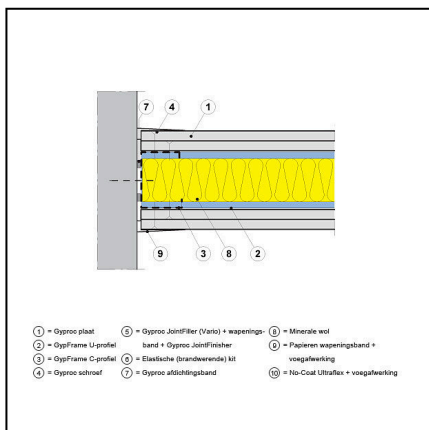 7 4 1
9 3 8 2
1 = Gyproc plaat
2 = GypFrame U-profiel
3 = GypFrame C-profiel
4 = Gyproc schroef
5 = Gyproc JointFiller (Vario) + wapenings-
band + Gyproc JointFinisher
6 = Elastische (brandwerende) kit
7 = Gyproc afdichtingsband
8 = Minerale wol
9 = Papieren wapeningsband +
voegafwerking
10 = No-Coat Ultraflex + voegafwerking